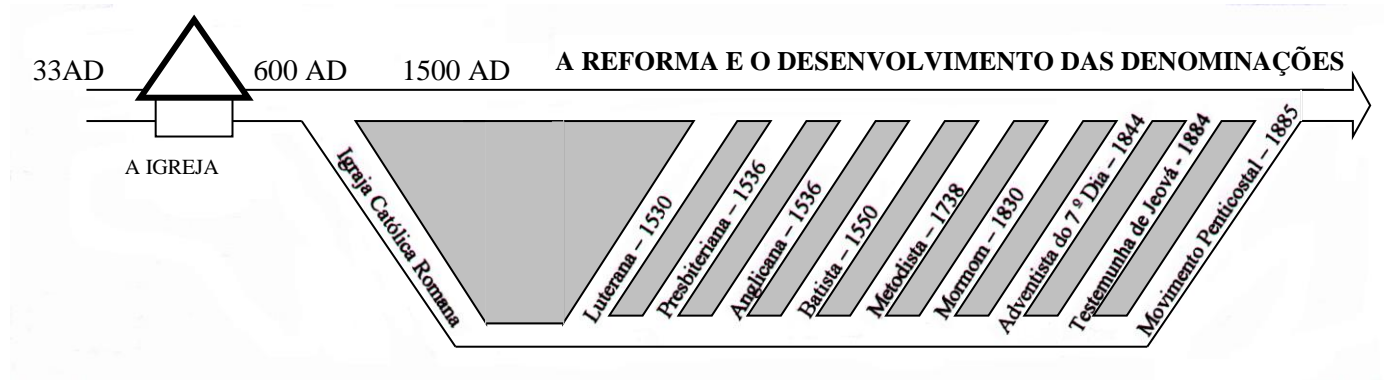 33AD
600 AD
1500 AD
A REFORMA E O DESENVOLVIMENTO DAS DENOMINAÇÕES
A IGREJA
Igraja Católica Romana
Luterana – 1530
Presbiteriana – 1536
Anglicana – 1536
Batista – 1550
Metodista – 1738
Mormom – 1830
Adventista do 7º Dia – 1844
Testemunha de Jeová - 1884
Movimento Penticostal – 1885